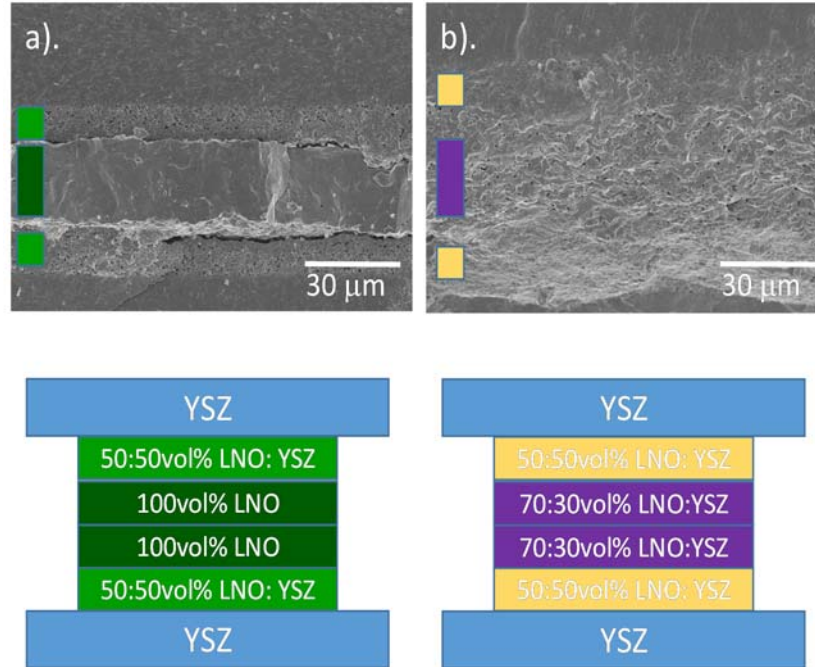 a).
b).
30 μm
30 μm
YSZ
50:50vol% LNO: YSZ
100vol% LNO
100vol% LNO
50:50vol% LNO: YSZ
YSZ
YSZ
50:50vol% LNO: YSZ
70:30vol% LNO:YSZ
70:30vol% LNO:YSZ
50:50vol% LNO: YSZ
YSZ